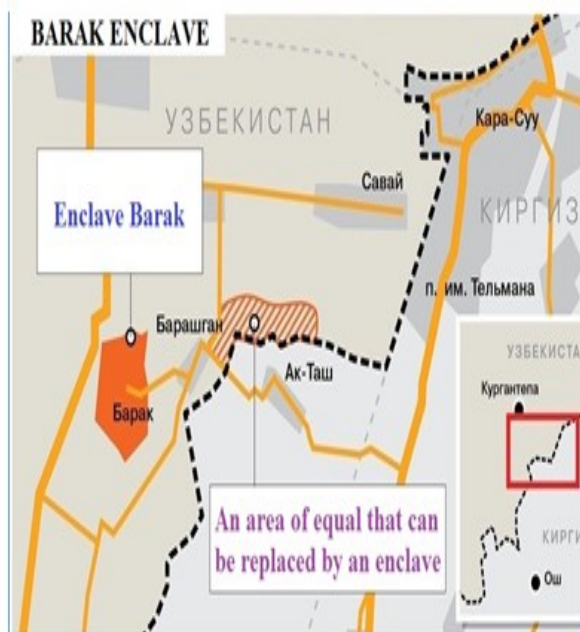 BARAK ENCLAVE
УЗБЕКИСТАН
Кара-Суу
Савай
Enclave Barak
КИРГИЗ
п. им. Тельмана
Барашган
Ак-Таш
Барак
An area of equal that can
be replaced by an enclave
УЗБЕКИСТА
Кургантепа
КИРГИ
Ош